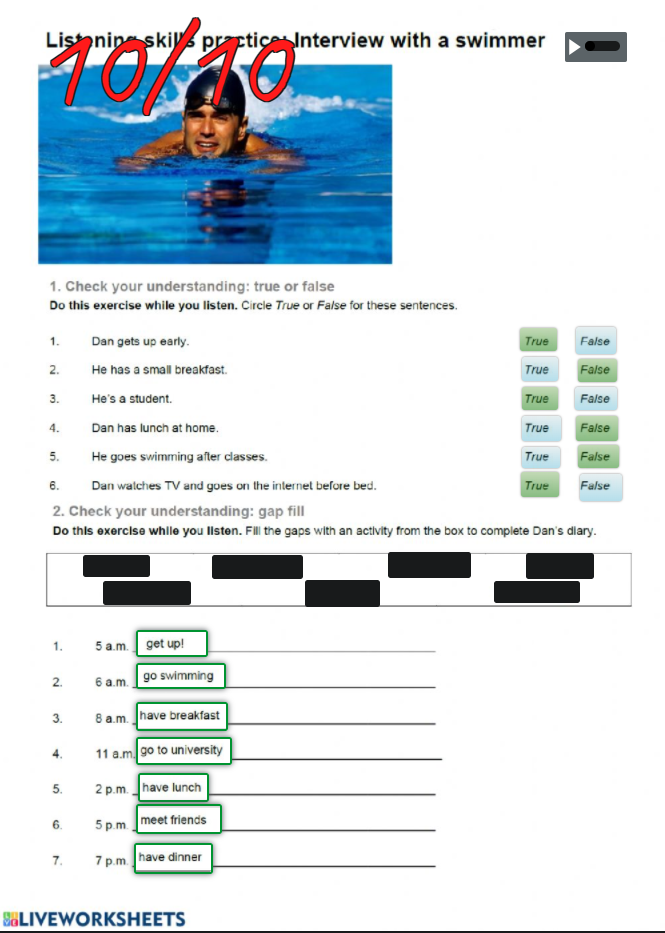 Listening skills practice: Interview with a swimmer
10/10
1. Check your understanding: true or false
Do this exercise while you listen. Circle True or False for these sentences.
1. Dan gets up early. True False
2. He has a small breakfast. True False
3. He's a student. True False
4. Dan has lunch at home. True False
5. He goes swimming after classes. True False
6. Dan watches TV and goes on the internet before bed. True False
2. Check your understanding: gap fill
Do this exercise while you listen. Fill the gaps with an activity from the box to complete Dan's diary.
1. 5 a.m. get up!
2. 6 a.m. go swimming
3. 8 a.m. have breakfast
4. 11 a.m. go to university
5. 2 p.m. have lunch
6. 5 p.m. meet friends
7. 7 p.m. have dinner
LIVEWORKSHEETS